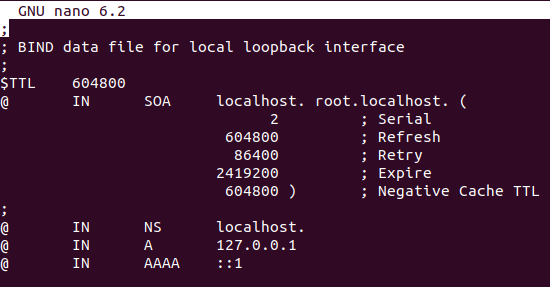 GNU nano 6.2
;
; BIND data file for local loopback interface
;
$TTL    604800
@       IN      SOA     localhost. root.localhost. (
                              2         ; Serial
                         604800         ; Refresh
                          86400         ; Retry
                        2419200         ; Expire
                         604800 )       ; Negative Cache TTL
;
@       IN      NS      localhost.
@       IN      A       127.0.0.1
@       IN      AAAA    ::1